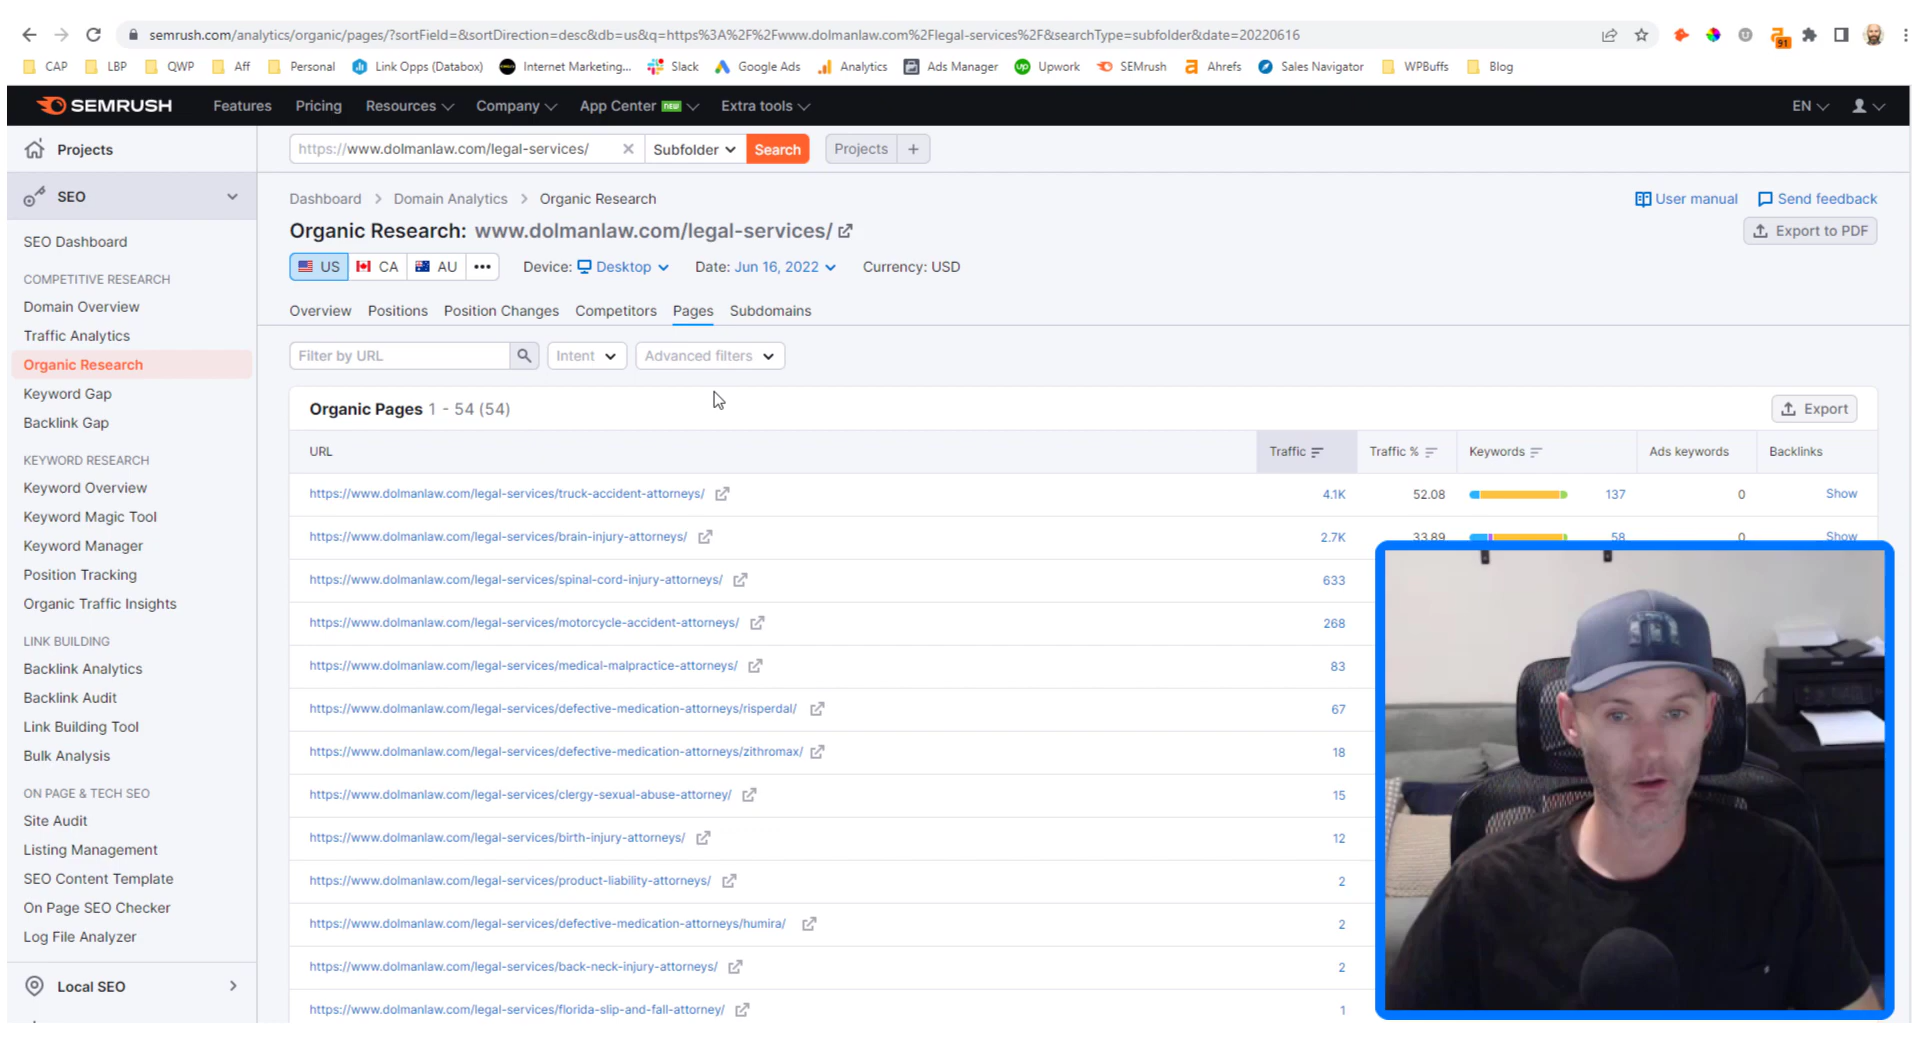 semrush.com/analytics/organic/pages/?sortField=&sortDirection=desc&db=us&q=https%3A%2F%2Fwww.dolmanlaw.com%2Flegal-services%2F&searchType=subfolder&date=20220616
91
CAP LBP QWP Aff Personal Link Opps (Databox) Internet Marketing... Slack Google Ads Analytics Ads Manager Upwork SEMrush Ahrefs Sales Navigator WPBuffs Blog
SEMRUSH Features Pricing Resources Company App Center NEW Extra tools EN
Projects
https://www.dolmanlaw.com/legal-services/ Subfolder Search Projects +
SEO
Dashboard > Domain Analytics > Organic Research User manual Send feedback
Organic Research: www.dolmanlaw.com/legal-services/ Export to PDF
US CA AU ••• Device: Desktop Date: Jun 16, 2022 Currency: USD
Overview Positions Position Changes Competitors Pages Subdomains
Filter by URL Intent Advanced filters
Organic Pages 1 - 54 (54) Export
URL Traffic Traffic % Keywords Ads keywords Backlinks
https://www.dolmanlaw.com/legal-services/truck-accident-attorneys/ 4.1K 52.08 137 0 Show
https://www.dolmanlaw.com/legal-services/brain-injury-attorneys/ 2.7K 33.89 58 0 Show
https://www.dolmanlaw.com/legal-services/spinal-cord-injury-attorneys/ 633
https://www.dolmanlaw.com/legal-services/motorcycle-accident-attorneys/ 268
https://www.dolmanlaw.com/legal-services/medical-malpractice-attorneys/ 83
https://www.dolmanlaw.com/legal-services/defective-medication-attorneys/risperdal/ 67
https://www.dolmanlaw.com/legal-services/defective-medication-attorneys/zithromax/ 18
https://www.dolmanlaw.com/legal-services/clergy-sexual-abuse-attorney/ 15
https://www.dolmanlaw.com/legal-services/birth-injury-attorneys/ 12
https://www.dolmanlaw.com/legal-services/product-liability-attorneys/ 2
https://www.dolmanlaw.com/legal-services/defective-medication-attorneys/humira/ 2
https://www.dolmanlaw.com/legal-services/back-neck-injury-attorneys/ 2
https://www.dolmanlaw.com/legal-services/florida-slip-and-fall-attorney/ 1
SEO Dashboard
COMPETITIVE RESEARCH
Domain Overview
Traffic Analytics
Organic Research
Keyword Gap
Backlink Gap
KEYWORD RESEARCH
Keyword Overview
Keyword Magic Tool
Keyword Manager
Position Tracking
Organic Traffic Insights
LINK BUILDING
Backlink Analytics
Backlink Audit
Link Building Tool
Bulk Analysis
ON PAGE & TECH SEO
Site Audit
Listing Management
SEO Content Template
On Page SEO Checker
Log File Analyzer
Local SEO